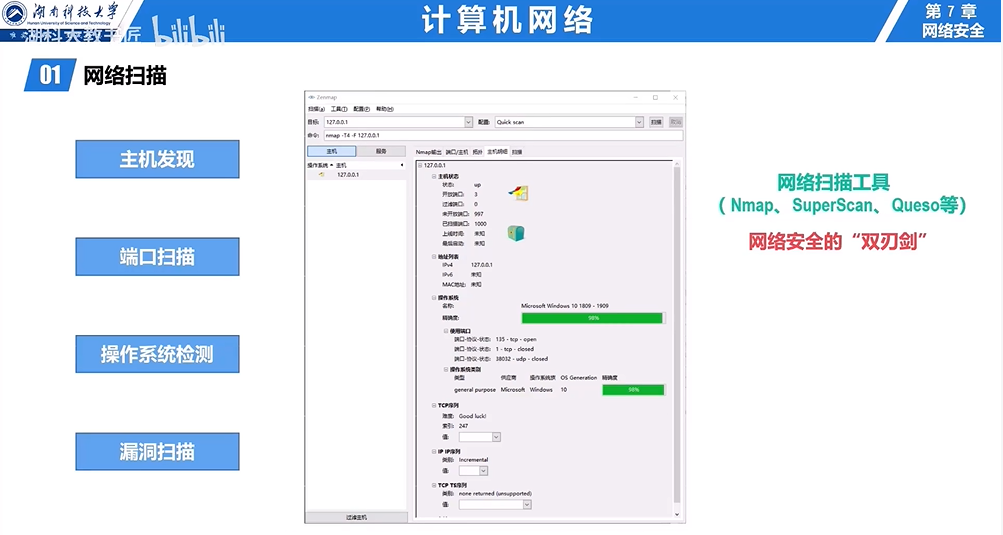 湖南科技大学
Human University of Science and Technology
湖科大教书匠 bilibili
计算机网络
第 7 章
网络安全
01 网络扫描
主机发现
端口扫描
操作系统检测
漏洞扫描
Zenmap
扫描(a) 工具(T) 配置(P) 帮助(H)
目标: 127.0.0.1 配置: Quick scan 扫描 取消
命令: nmap -T4 -F 127.0.0.1
主机 服务 Nmap输出 端口/主机 拓扑 主机明细 扫描
操作系统 主机
127.0.0.1
127.0.0.1
主机状态
状态: up
开放端口: 3
过滤端口: 0
未开放端口: 997
已扫描端口: 1000
上线时间: 未知
最后启动: 未知
地址列表
IPv4 127.0.0.1
IPv6 未知
MAC地址: 未知
操作系统
名称: Microsoft Windows 10 1809 - 1909
精确度: 98%
使用端口
端口-协议-状态: 135 - tcp - open
端口-协议-状态: 1 - tcp - closed
端口-协议-状态: 38032 - udp - closed
操作系统类别
类型 供应商 操作系统族 OS Generation 精确度
general purpose Microsoft Windows 10 98%
TCP序列
难度: Good luck!
索引: 247
值:
IP IP序列
类别: Incremental
值:
TCP TS序列
类别: none returned (unsupported)
值:
过滤主机
网络扫描工具
（Nmap、SuperScan、Queso等）
网络安全的“双刃剑”